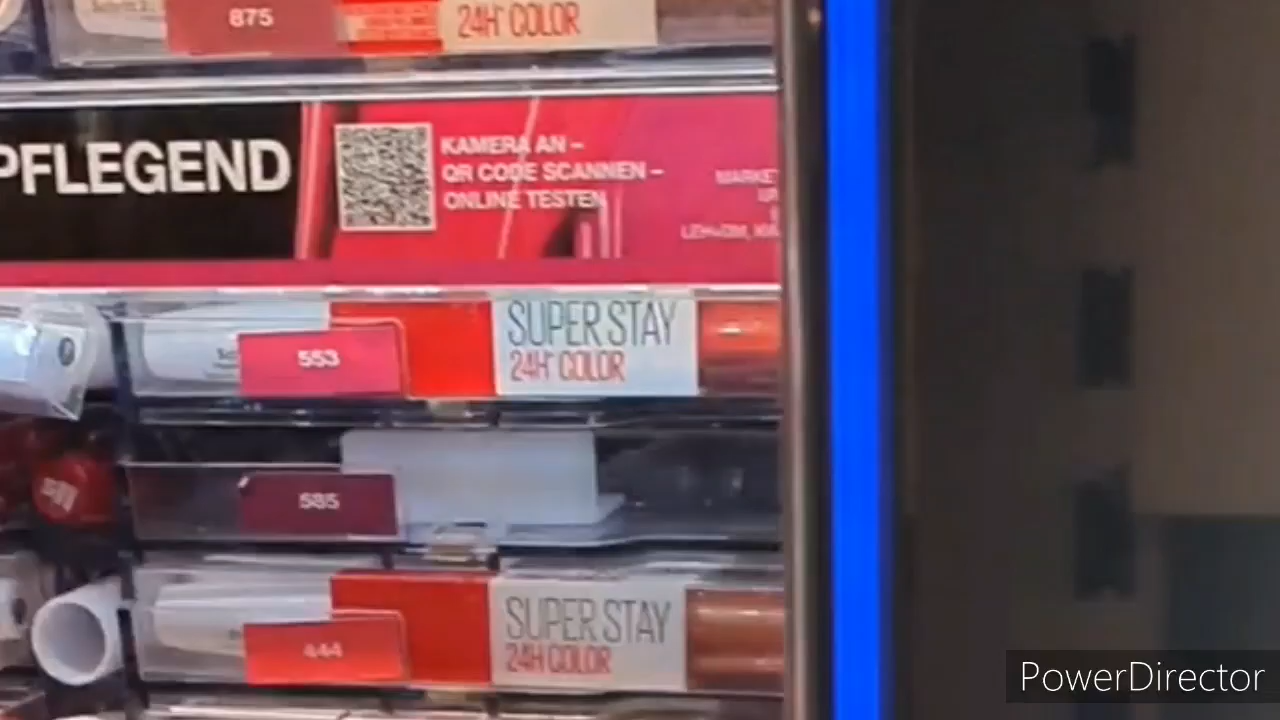 875
24H* COLOR
PFLEGEND
KAMERA AN –
QR CODE SCANNEN –
ONLINE TESTEN
SUPER STAY
24H* COLOR
553
585
SUPER STAY
24H COLOR
444
PowerDirector